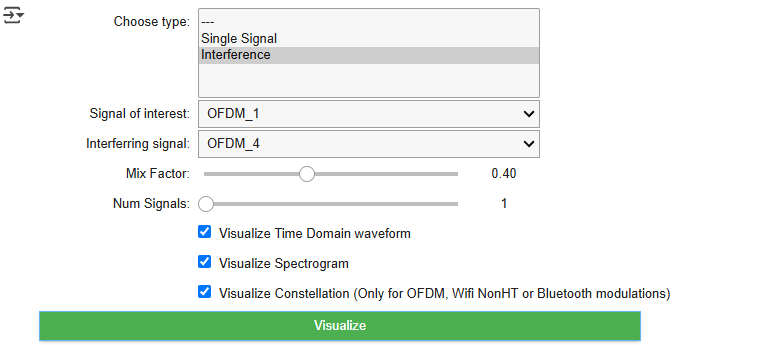 Choose type:
---
Single Signal
Interference
Signal of interest: OFDM_1
Interferring signal: OFDM_4
Mix Factor: 0.40
Num Signals: 1
Visualize Time Domain waveform
Visualize Spectrogram
Visualize Constellation (Only for OFDM, Wifi NonHT or Bluetooth modulations)
Visualize